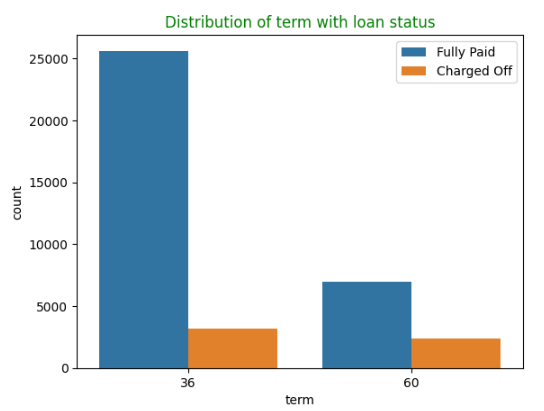 Distribution of term with loan status
Fully Paid
Charged Off
25000
20000
15000
10000
5000
0
count
36
60
term